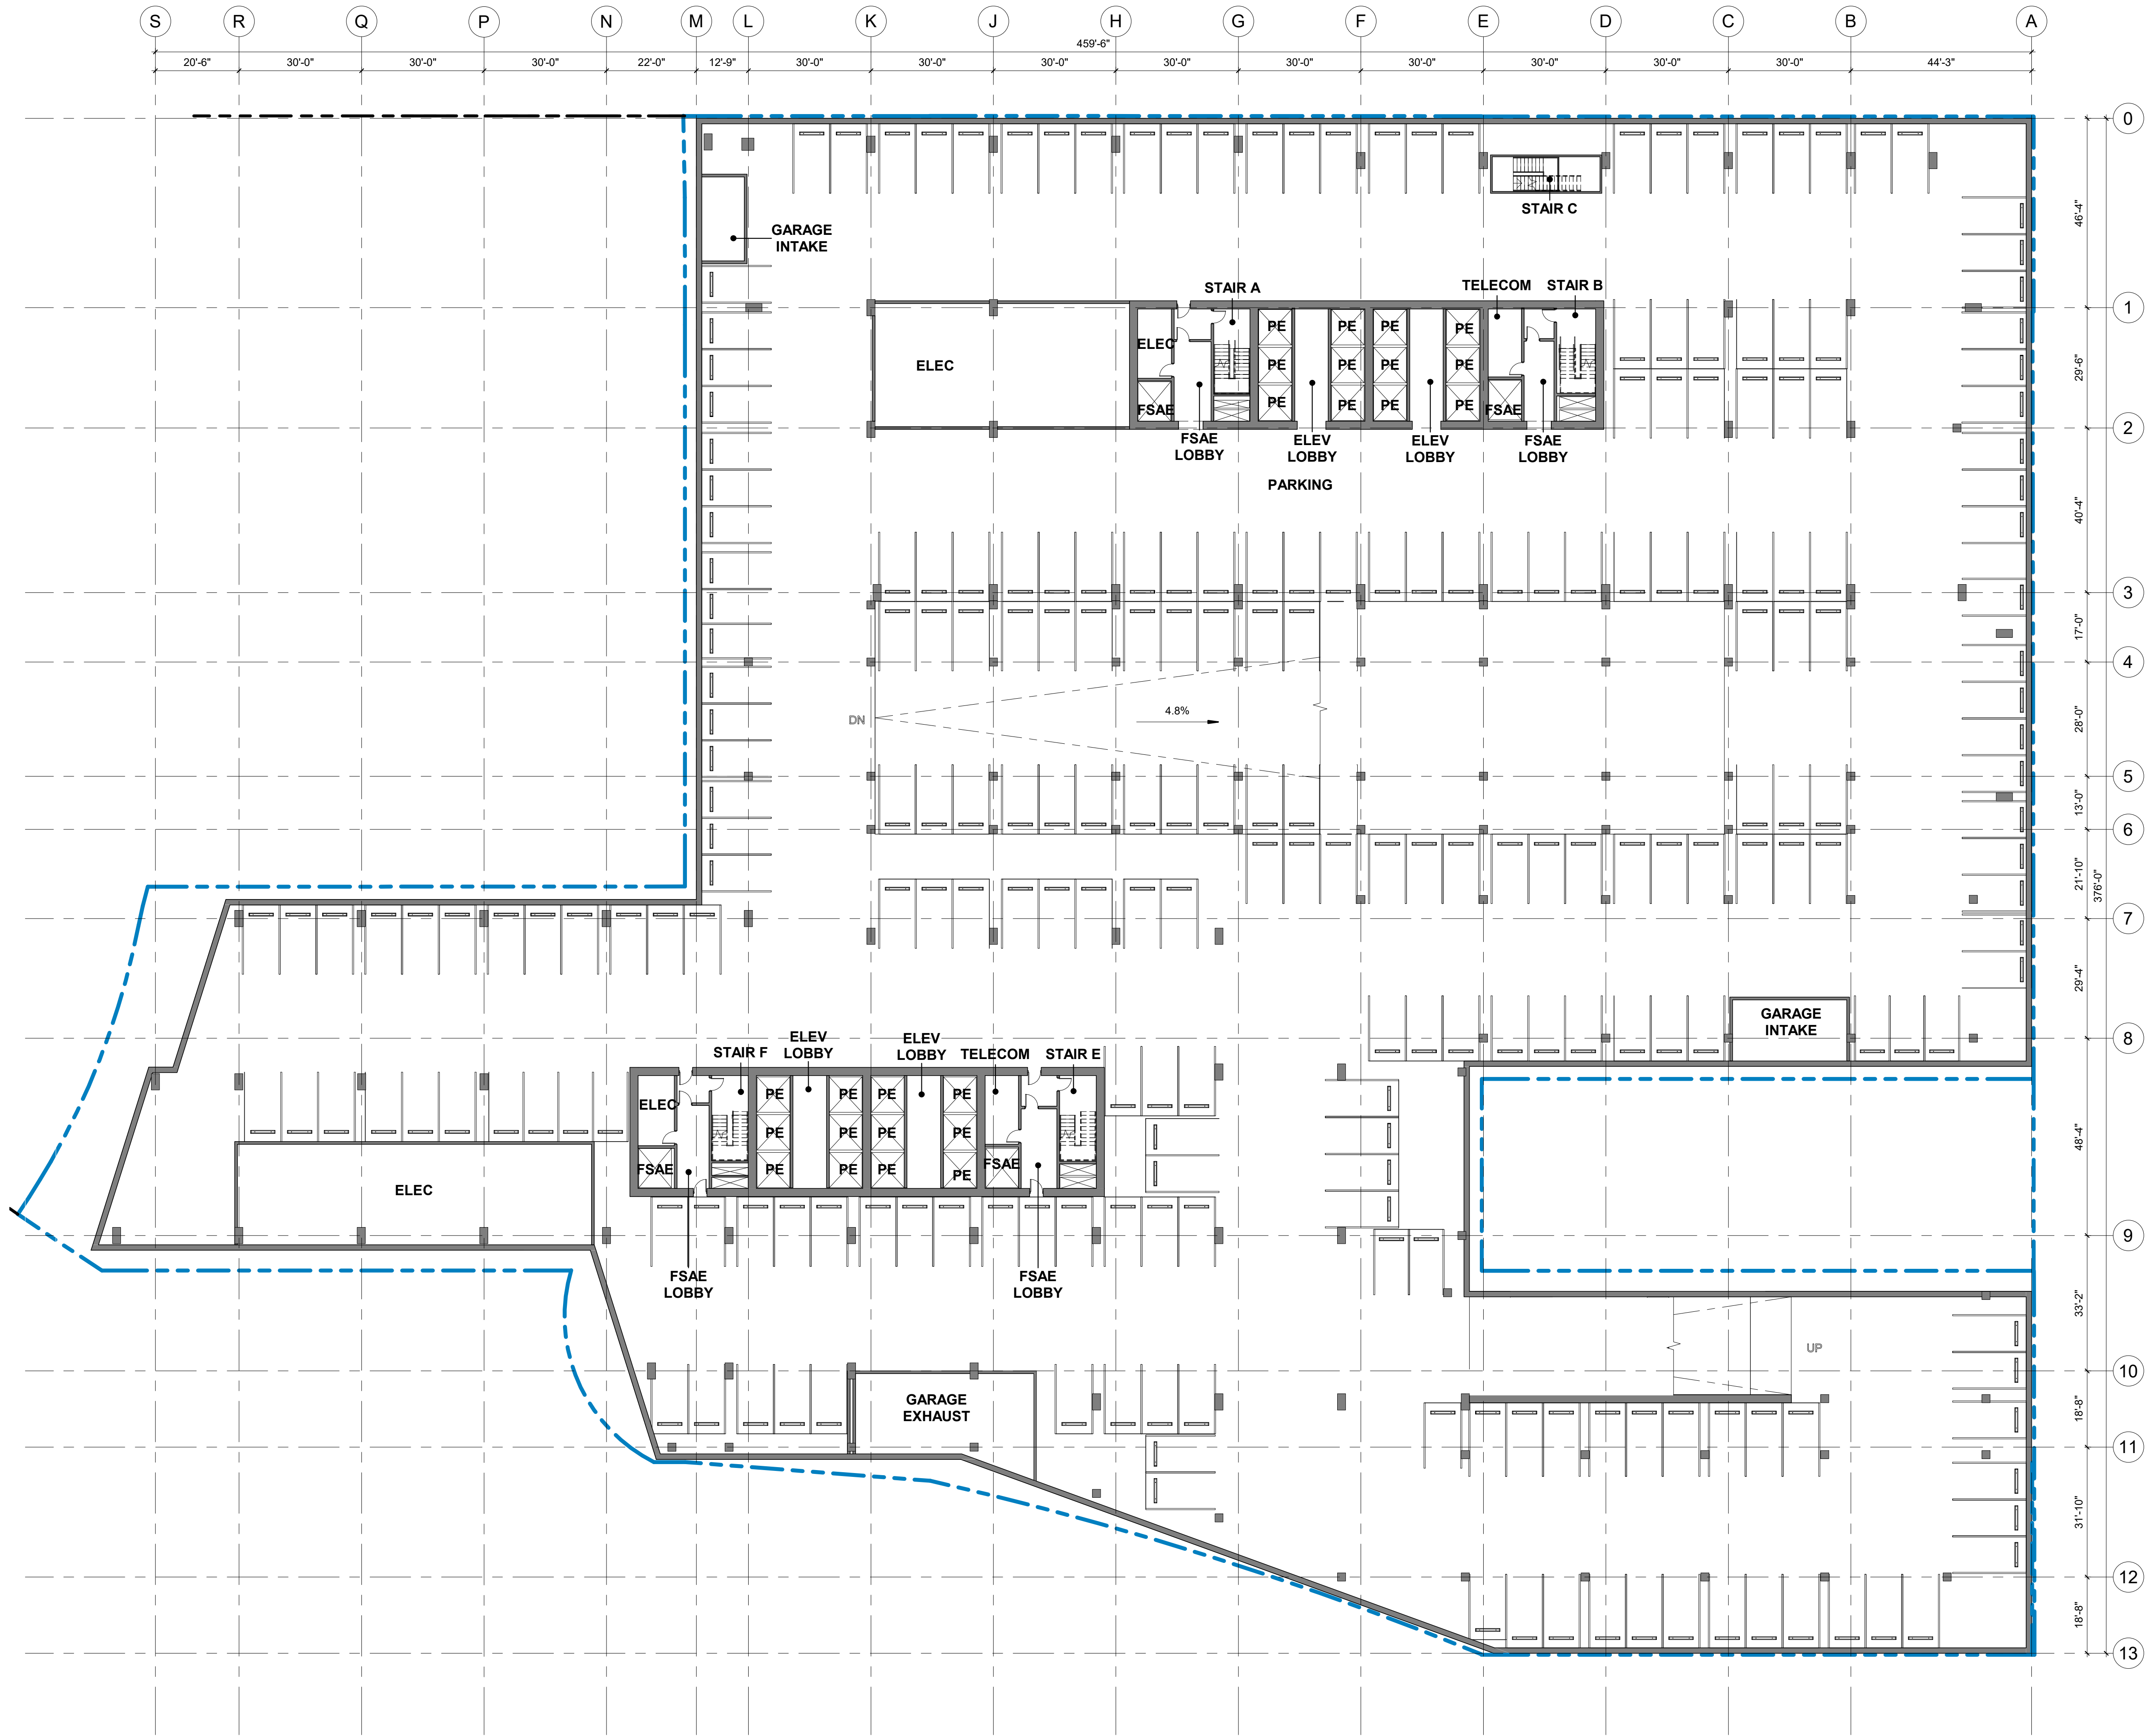 S R Q P N M L K J H G F E D C B A
459'-6"
20'-6" 30'-0" 30'-0" 30'-0" 22'-0" 12'-9" 30'-0" 30'-0" 30'-0" 30'-0" 30'-0" 30'-0" 30'-0" 30'-0" 30'-0" 44'-3"
0
STAIR C
46'-4"
GARAGE
INTAKE
STAIR A
TELECOM
STAIR B
1
PE PE PE PE
ELEC
ELEC
PE PE PE PE
29'-6"
FSAE
PE PE PE PE
FSAE
2
FSAE
LOBBY
ELEV
LOBBY
ELEV
LOBBY
FSAE
LOBBY
PARKING
40'-4"
3
17'-0"
4
DN
4.8%
28'-0"
5
13'-0"
6
21'-10"
376'-0"
7
29'-4"
GARAGE
INTAKE
8
STAIR F
ELEV
LOBBY
ELEV
LOBBY
TELECOM
STAIR E
PE PE PE PE
ELEC
PE PE PE PE
48'-4"
FSAE
PE PE PE PE
FSAE
ELEC
9
FSAE
LOBBY
FSAE
LOBBY
33'-2"
UP
10
GARAGE
EXHAUST
18'-8"
11
31'-10"
12
18'-8"
13